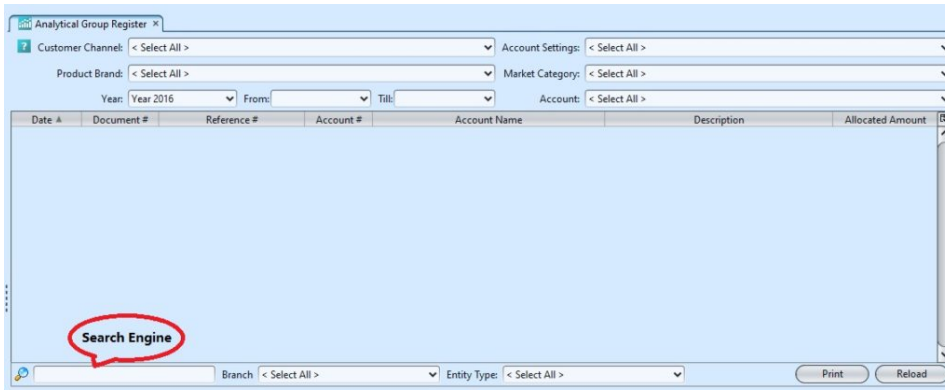 Analytical Group Register ×
? Customer Channel: < Select All > Account Settings: < Select All >
Product Brand: < Select All > Market Category: < Select All >
Year: Year 2016 From: Till: Account: < Select All >
Date Document # Reference # Account # Account Name Description Allocated Amount
Search Engine
Branch < Select All > Entity Type: < Select All > Print Reload